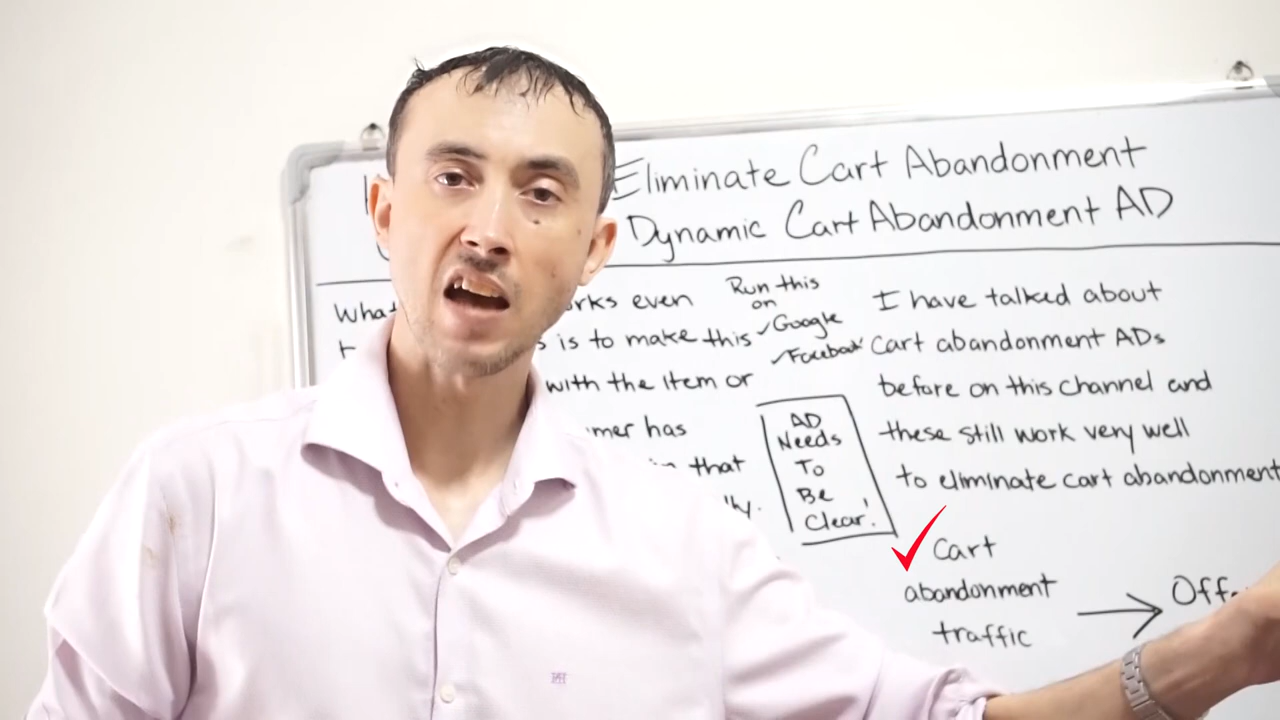 Eliminate Cart Abandonment
Dynamic Cart Abandonment AD
What
rks even
s is to make this
with the item or
mer has
that
Run this
on
✓Google
✓Facebook
AD
Needs
To
Be
Clear!
I have talked about
Cart abandonment ADs
before on this channel and
these still work very well
to eliminate cart abandonment
✓ Cart
abandonment
traffic
→